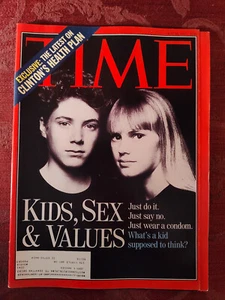 EXCLUSIVE: THE LATEST ON
CLINTON'S HEALTH PLAN
TIME
KIDS, SEX
& VALUES
Just do it.
Just say no.
Just wear a condom.
What's a kid
supposed to think?